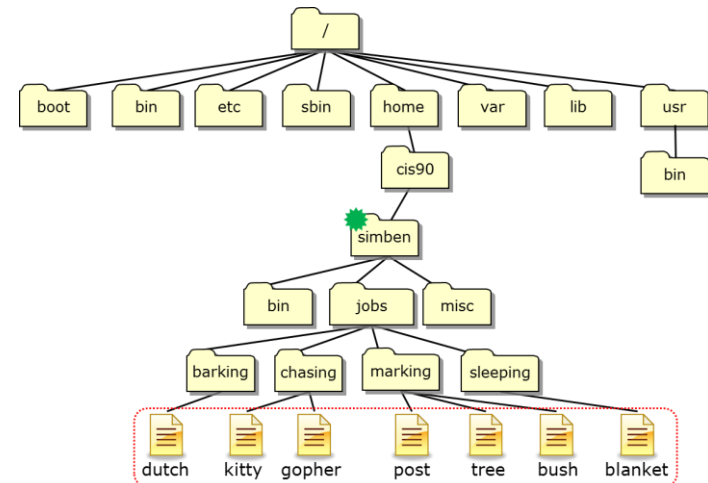 /
boot bin etc sbin home var lib usr
cis90 bin
simben
bin jobs misc
barking chasing marking sleeping
dutch kitty gopher post tree bush blanket